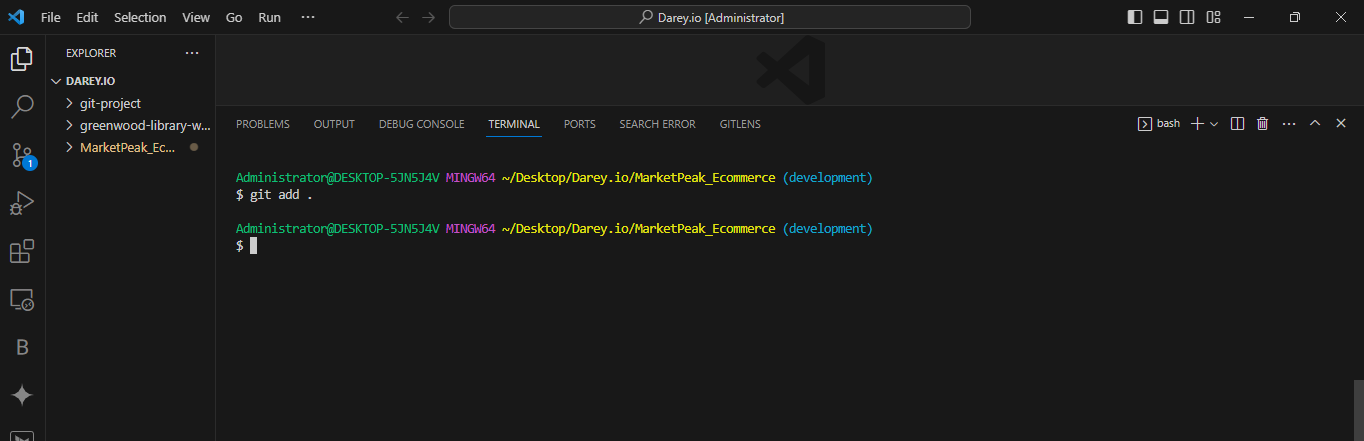 File Edit Selection View Go Run ···
Darey.io [Administrator]
EXPLORER ···
DAREY.IO
git-project
greenwood-library-w...
MarketPeak_Ec...
1
B
PROBLEMS OUTPUT DEBUG CONSOLE TERMINAL PORTS SEARCH ERROR GITLENS
bash
Administrator@DESKTOP-5JN5J4V MINGW64 ~/Desktop/Darey.io/MarketPeak_Ecommerce (development)
$ git add .
Administrator@DESKTOP-5JN5J4V MINGW64 ~/Desktop/Darey.io/MarketPeak_Ecommerce (development)
$